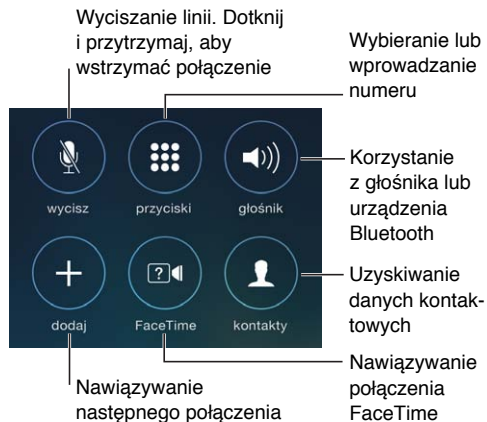 Wyciszanie linii. Dotknij
i przytrzymaj, aby
wstrzymać połączenie
Wybieranie lub
wprowadzanie
numeru
wycisz
przyciski
głośnik
Korzystanie
z głośnika lub
urządzenia
Bluetooth
dodaj
FaceTime
kontakty
Uzyskiwanie
danych kontak-
towych
Nawiązywanie
następnego połączenia
Nawiązywanie
połączenia
FaceTime